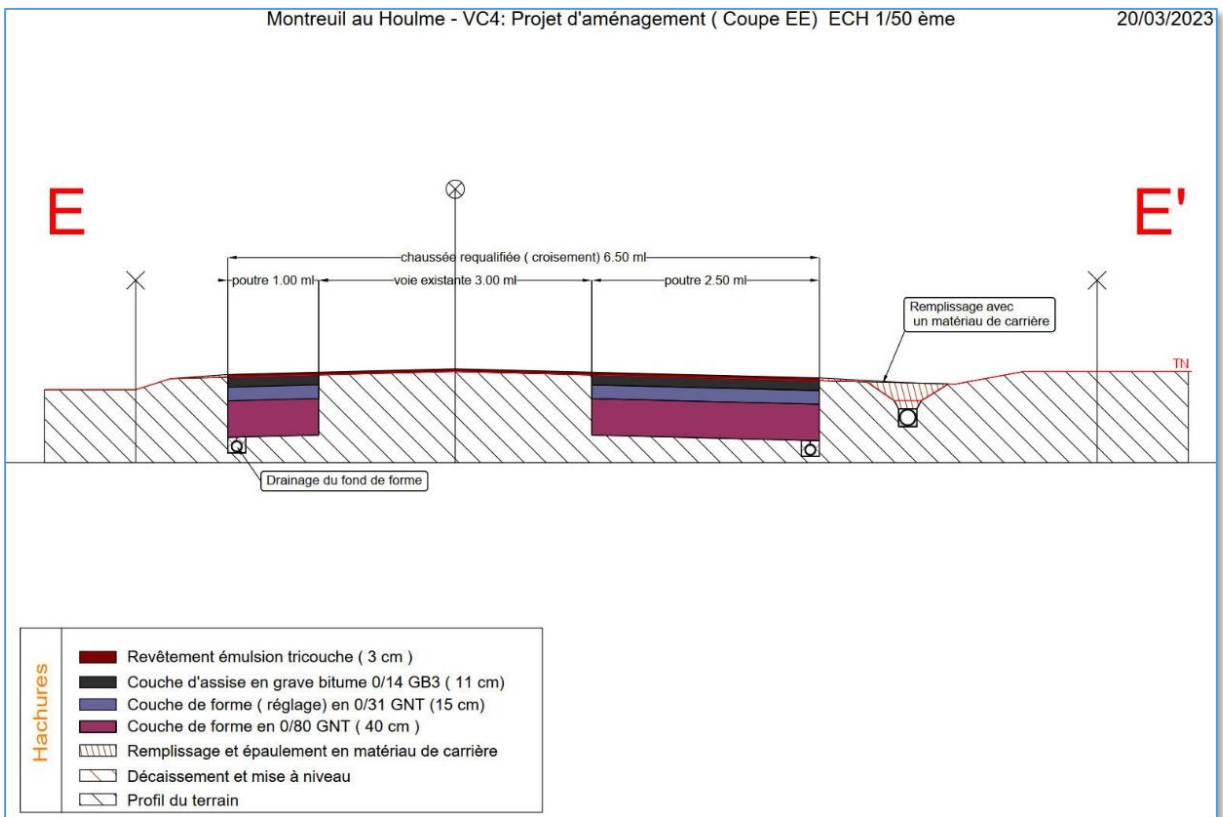 Montreuil au Houlme - VC4: Projet d'aménagement ( Coupe EE) ECH 1/50 ème
20/03/2023
E
E'
chaussée requalifiée ( croisement) 6.50 ml
poutre 1.00 ml
voie existante 3.00 ml
poutre 2.50 ml
Remplissage avec
un matériau de carrière
TN
Drainage du fond de forme
Hachures
Revêtement émulsion tricouche ( 3 cm )
Couche d'assise en grave bitume 0/14 GB3 ( 11 cm)
Couche de forme ( réglage) en 0/31 GNT (15 cm)
Couche de forme en 0/80 GNT ( 40 cm )
Remplissage et épaulement en matériau de carrière
Décaissement et mise à niveau
Profil du terrain